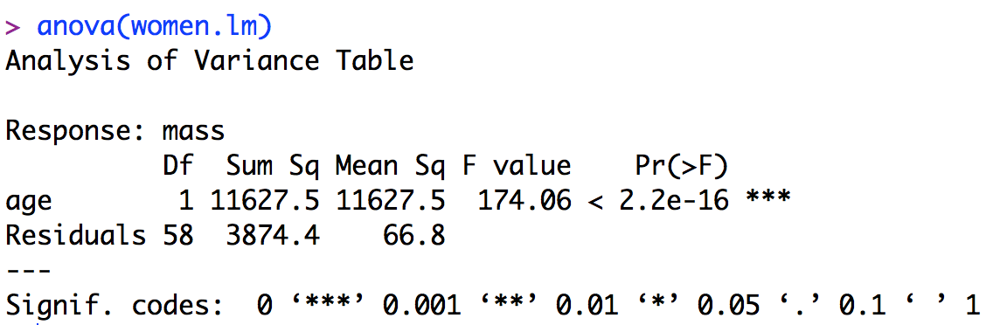 > anova(women.lm)
Analysis of Variance Table
Response: mass
          Df  Sum Sq Mean Sq F value    Pr(>F)
age        1 11627.5 11627.5  174.06 < 2.2e-16 ***
Residuals 58  3874.4    66.8
---
Signif. codes:  0 ‘***’ 0.001 ‘**’ 0.01 ‘*’ 0.05 ‘.’ 0.1 ‘ ’ 1